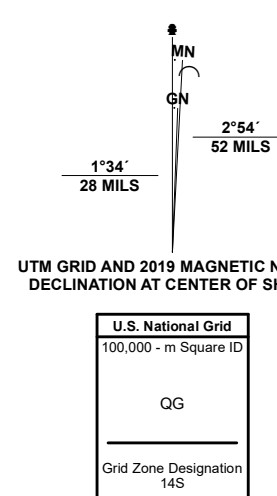 MN
GN
2°54´
52 MILS
1°34´
28 MILS
UTM GRID AND 2019 MAGNETIC
DECLINATION AT CENTER OF
U.S. National Grid
100,000 - m Square ID
QG
Grid Zone Designation
14S